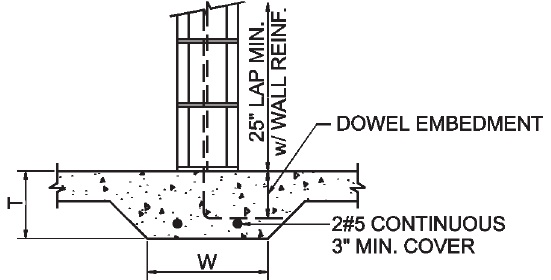 25" LAP MIN.
w/ WALL REINF.
DOWEL EMBEDMENT
T
2#5 CONTINUOUS
3" MIN. COVER
W